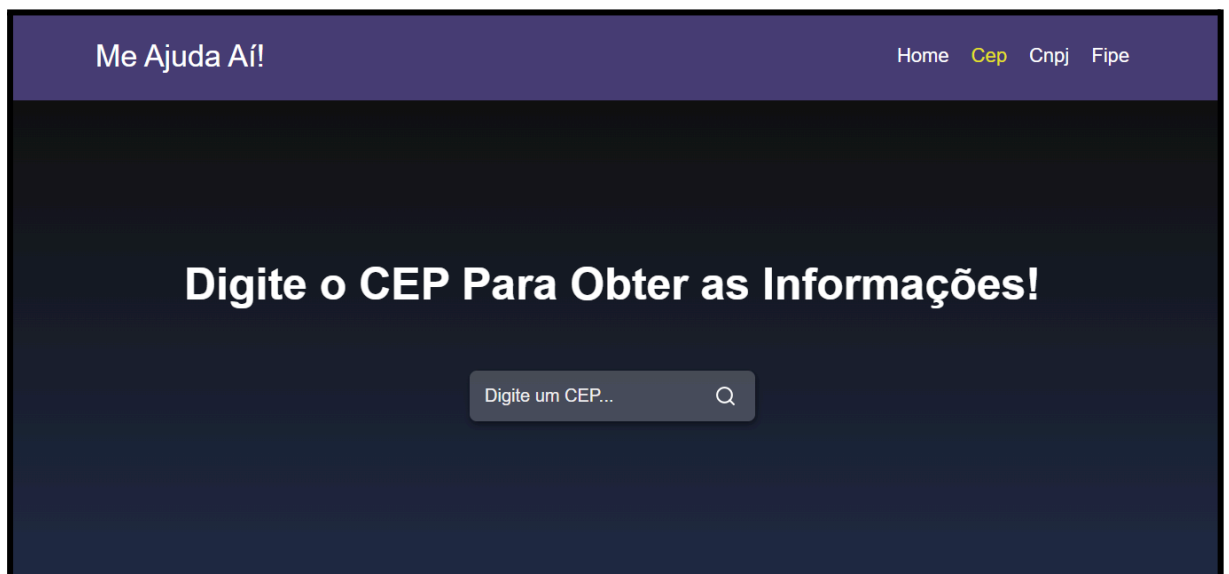 Me Ajuda Aí!
Home Cep Cnpj Fipe
Digite o CEP Para Obter as Informações!
Digite um CEP...